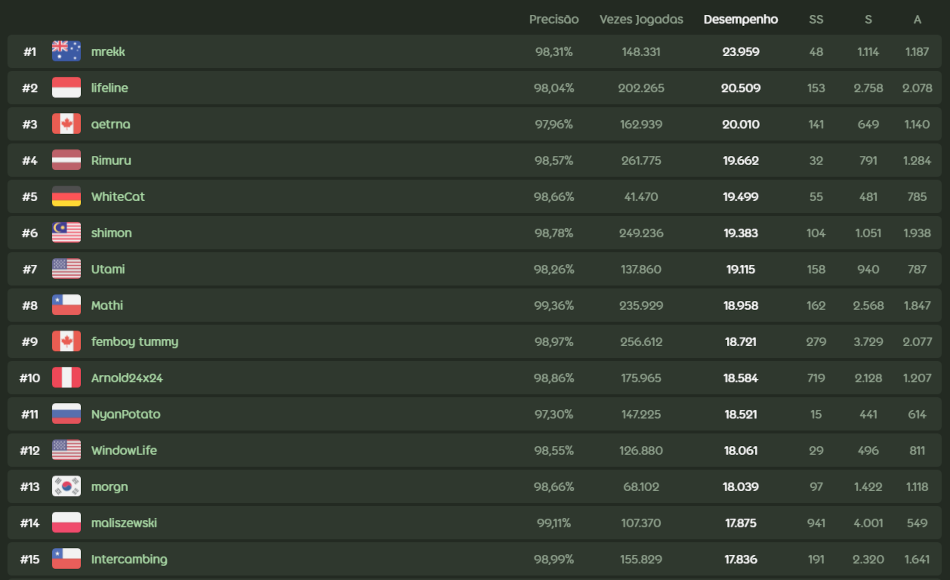 Precisão Vezes Jogadas Desempenho SS S A
#1 mrekk 98,31% 148.331 23.959 48 1.114 1.187
#2 lifeline 98,04% 202.265 20.509 153 2.758 2.078
#3 aetrna 97,96% 162.939 20.010 141 649 1.140
#4 Rimuru 98,57% 261.775 19.662 32 791 1.284
#5 WhiteCat 98,66% 41.470 19.499 55 481 785
#6 shimon 98,78% 249.236 19.383 104 1.051 1.938
#7 Utami 98,26% 137.860 19.115 158 940 787
#8 Mathi 99,36% 235.929 18.958 162 2.568 1.847
#9 femboy tummy 98,97% 256.612 18.721 279 3.729 2.077
#10 Arnold24x24 98,86% 175.965 18.584 719 2.128 1.207
#11 NyanPotato 97,30% 147.225 18.521 15 441 614
#12 WindowLife 98,55% 126.880 18.061 29 496 811
#13 morgn 98,66% 68.102 18.039 97 1.422 1.118
#14 maliszewski 99,11% 107.370 17.875 941 4.001 549
#15 Intercambing 98,99% 155.829 17.836 191 2.320 1.641